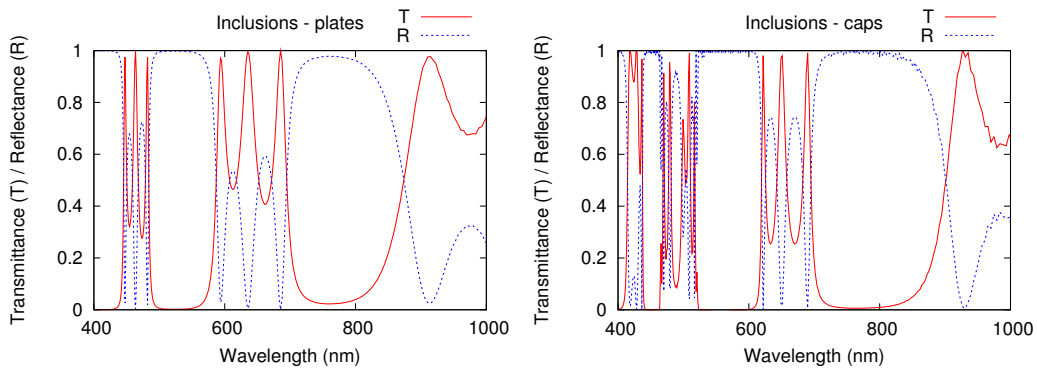 Inclusions - plates
T
R
Transmittance (T) / Reflectance (R)
1
0.8
0.6
0.4
0.2
0
400
600
800
1000
Wavelength (nm)
Inclusions - caps
T
R
Transmittance (T) / Reflectance (R)
1
0.8
0.6
0.4
0.2
0
400
600
800
1000
Wavelength (nm)